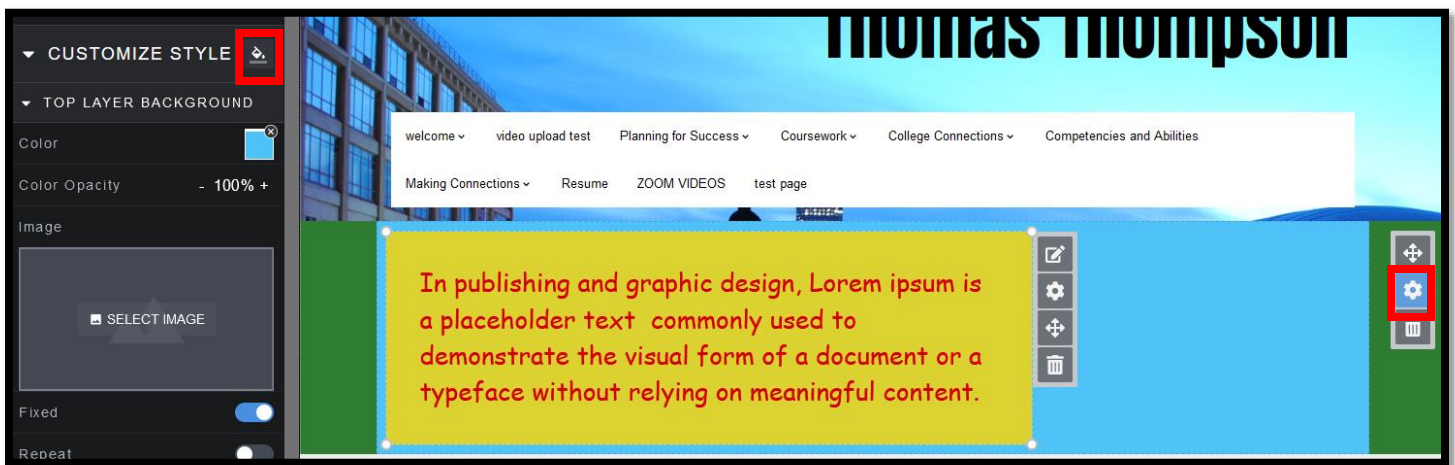 CUSTOMIZE STYLE
TOP LAYER BACKGROUND
Color
Color Opacity - 100% +
Image
SELECT IMAGE
Fixed
Repeat
Thomas Thompson
welcome video upload test Planning for Success Coursework College Connections Competencies and Abilities
Making Connections Resume ZOOM VIDEOS test page
In publishing and graphic design, Lorem ipsum is
a placeholder text commonly used to
demonstrate the visual form of a document or a
typeface without relying on meaningful content.